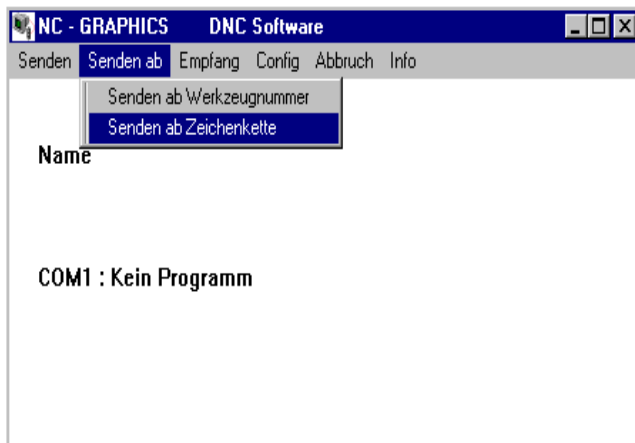 NC - GRAPHICS DNC Software
Senden Senden ab Empfang Config Abbruch Info
Senden ab Werkzeugnummer
Senden ab Zeichenkette
Name
COM1 : Kein Programm